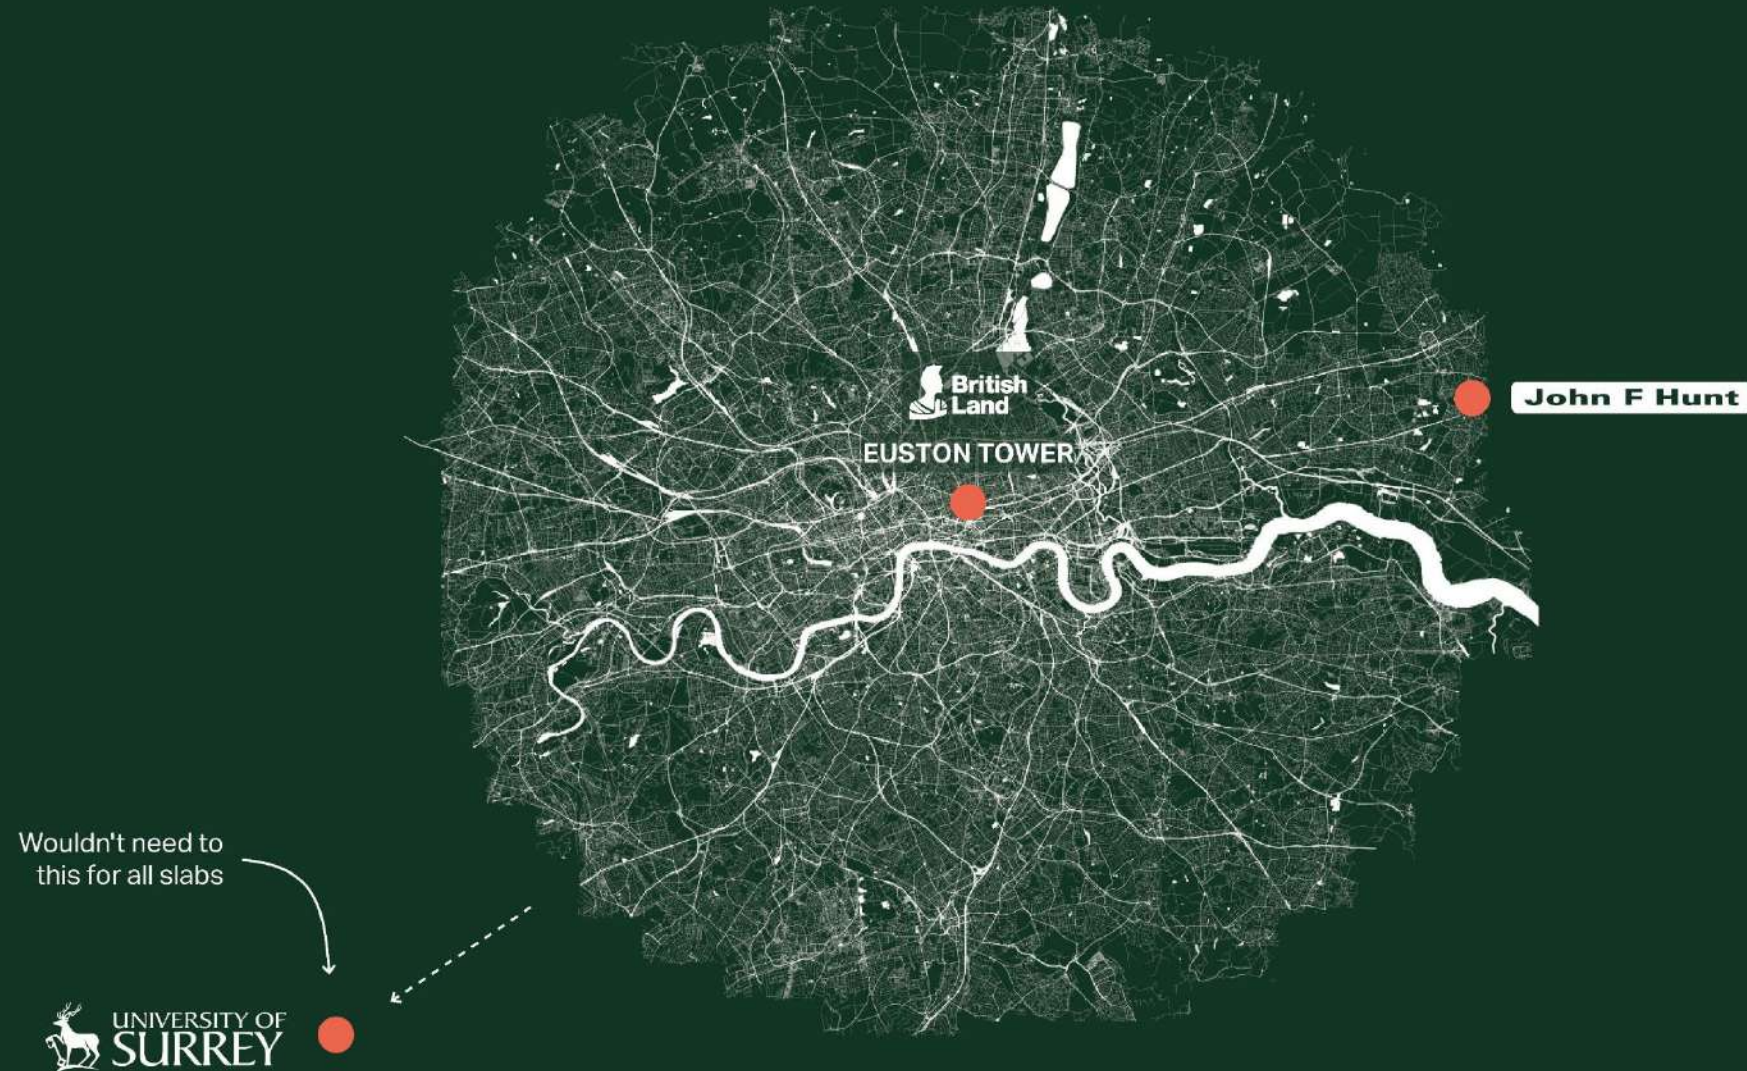 British
Land
EUSTON TOWER
John F Hunt
Wouldn't need to
this for all slabs
UNIVERSITY OF
SURREY